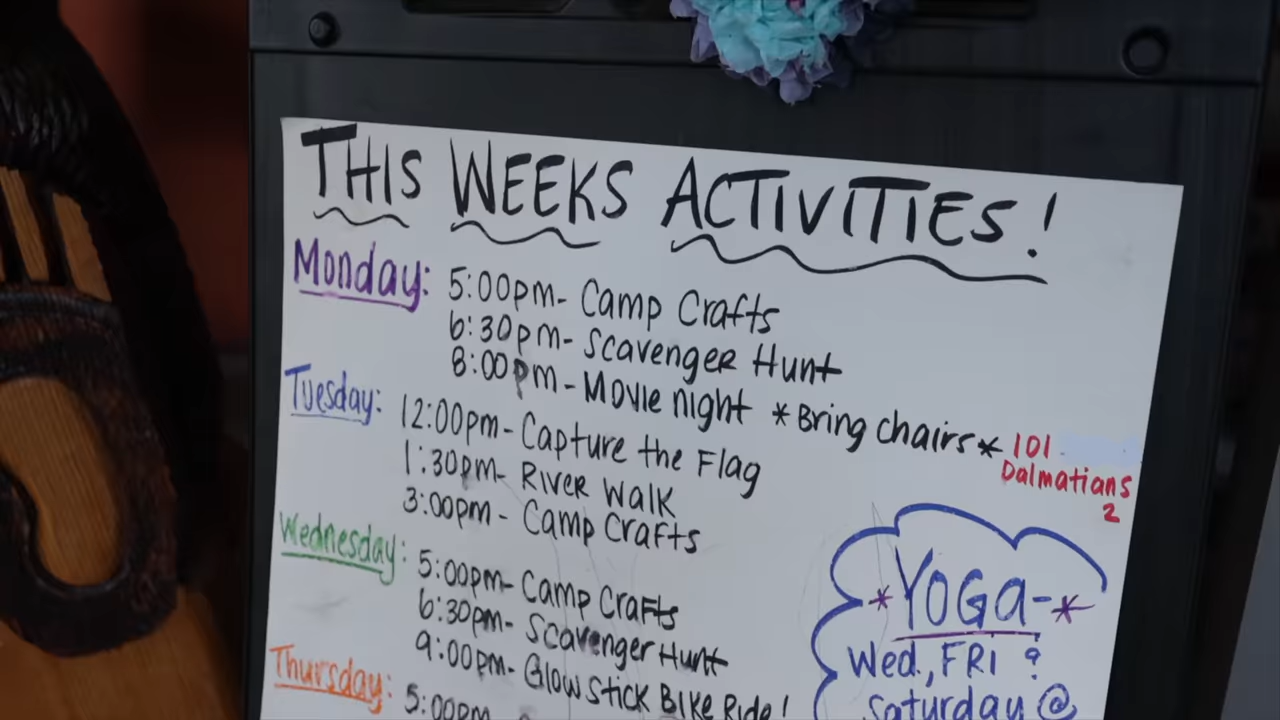 THIS WEEKS ACTIVITIES!
Monday: 5:00pm- Camp Crafts
6:30pm- Scavenger Hunt
8:00pm- Movie night *Bring chairs* 101
Dalmatians
2
Tuesday: 12:00pm- Capture the Flag
1:30pm- River Walk
3:00pm- Camp Crafts
Wednesday: 5:00pm- Camp Crafts
6:30pm- Scavenger Hunt
9:00pm- Glow Stick Bike Ride!
Thursday: 5:00pm-
*YOGA-*
Wed., FRI &
Saturday @